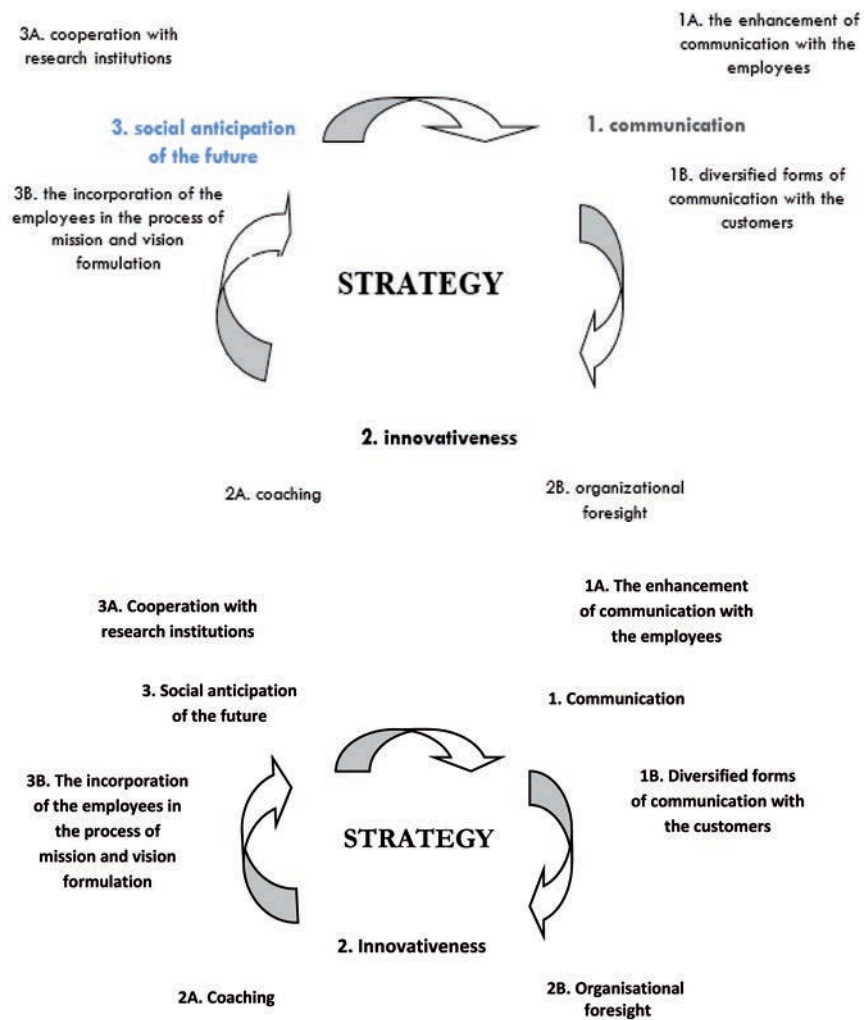 3A. cooperation with
research institutions
1A. the enhancement of
communication with the
employees
3. social anticipation
of the future
1. communication
3B. the incorporation of the
employees in the process of
mission and vision
formulation
1B. diversified forms of
communication with the
customers
STRATEGY
2. innovativeness
2A. coaching
2B. organizational
foresight
3A. Cooperation with
research institutions
1A. The enhancement
of communication with
the employees
3. Social anticipation
of the future
1. Communication
3B. The incorporation
of the employees in
the process of
mission and vision
formulation
1B. Diversified forms
of communication with
the customers
STRATEGY
2. Innovativeness
2A. Coaching
2B. Organisational
foresight